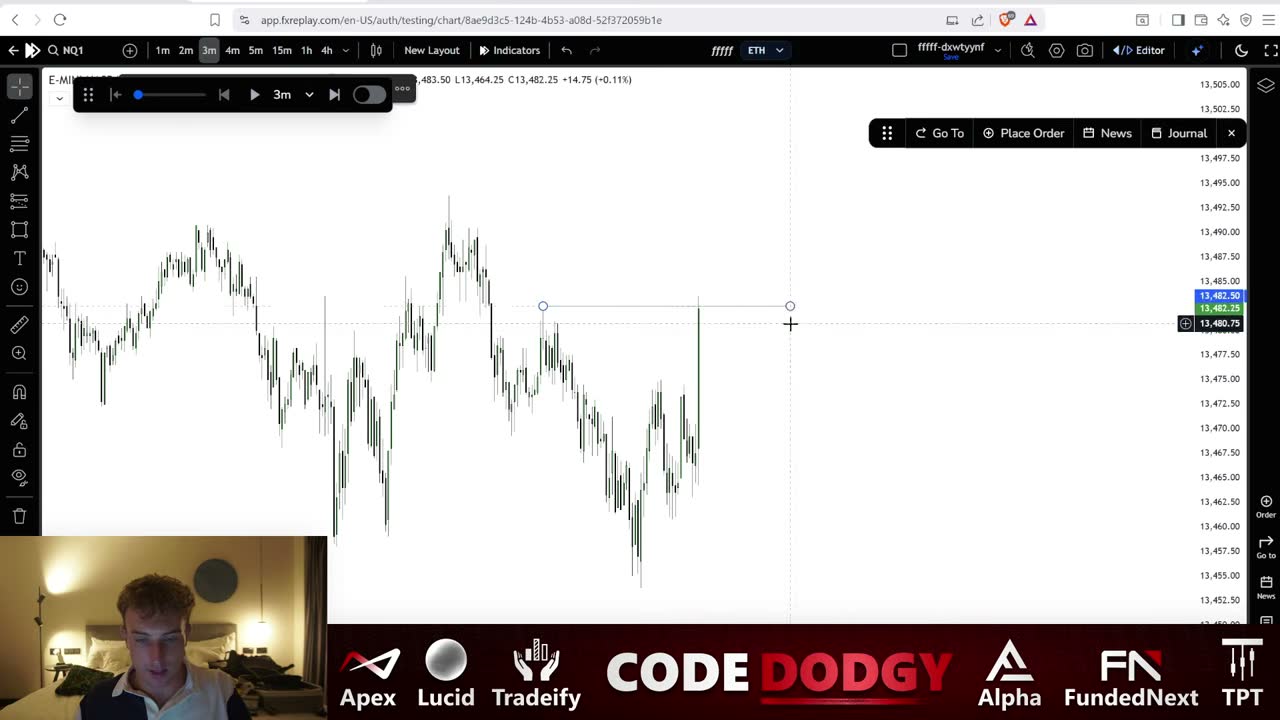 app.fxreplay.com/en-US/auth/testing/chart/8ae9d3c5-124b-4b53-a08d-52f372059b1e
NQ1 1m 2m 3m 4m 5m 15m 1h 4h New Layout Indicators fffff ETH fffff-dxwtyynf Save Editor
E-MINI 483.50 L13,464.25 C13,482.25 +14.75 (+0.11%)
3m
Go To Place Order News Journal
13,505.00
13,502.50
13,497.50
13,495.00
13,492.50
13,490.00
13,487.50
13,485.00
13,482.50
13,482.25
13,480.75
13,477.50
13,475.00
13,472.50
13,470.00
13,467.50
13,465.00
13,462.50
13,460.00
13,457.50
13,455.00
13,452.50
Order
Go to
News
CODE DODGY
Apex Lucid Tradeify Alpha FundedNext TPT
FN